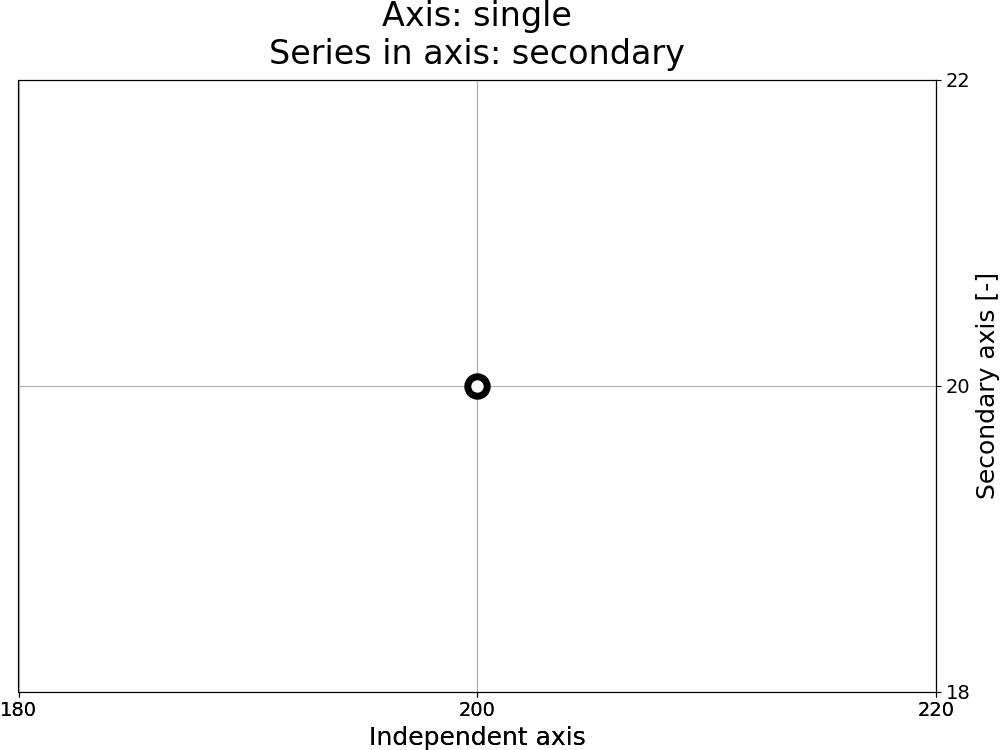 Axis: single
Series in axis: secondary
22
20
18
Secondary axis [-]
180 200 220
Independent axis